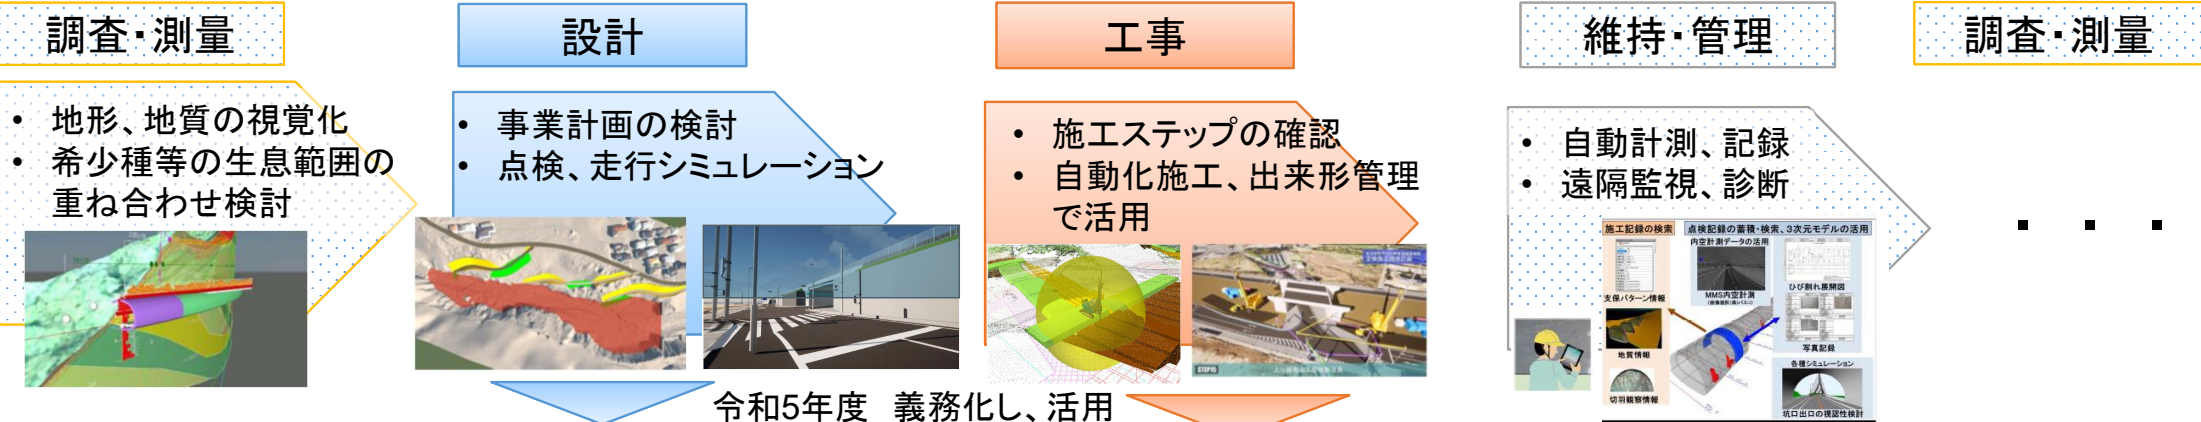 調査・測量
・ 地形、地質の視覚化
・ 希少種等の生息範囲の
重ね合わせ検討
設計
・ 事業計画の検討
・ 点検、走行シミュレーション
工事
・ 施工ステップの確認
・ 自動化施工、出来形管理
で活用
STEP15
令和5年度 義務化し、活用
維持・管理
・ 自動計測、記録
・ 遠隔監視、診断
施工記録の検索
点検記録の蓄積・検索、3次元モデルの活用
内空計測データの活用
支保パターン情報
MMS内空計測
ひび割れ展開図
地質情報
写真記録
切羽観察情報
各種シミュレーション
坑口出口の視認性検討
調査・測量
・ ・ ・